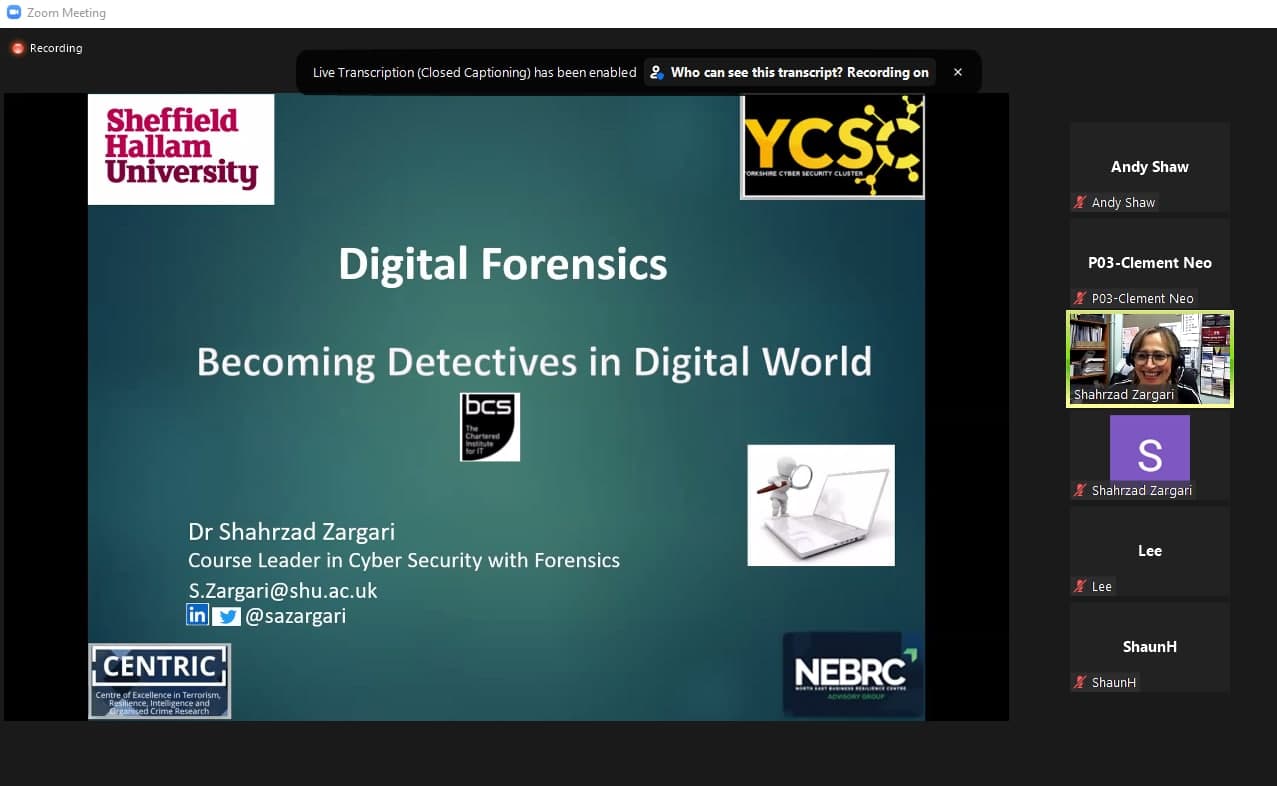 Zoom Meeting
Recording
Live Transcription (Closed Captioning) has been enabled
Who can see this transcript? Recording on
Sheffield
Hallam
University
YCSC
ORKSHIRE CYBER SECURITY CLUSTER
Digital Forensics
Becoming Detectives in Digital World
bcs
The
Chartered
Institute
for IT
Dr Shahrzad Zargari
Course Leader in Cyber Security with Forensics
S.Zargari@shu.ac.uk
in @sazargari
CENTRIC
Centre of Excellence in Terrorism,
Resilience, Intelligence and
Organised Crime Research
NEBRC
NORTH EAST BUSINESS RESILIENCE CENTRE
ADVISORY GROUP
Andy Shaw
Andy Shaw
P03-Clement Neo
P03-Clement Neo
Shahrzad Zargari
S
Shahrzad Zargari
Lee
Lee
ShaunH
ShaunH